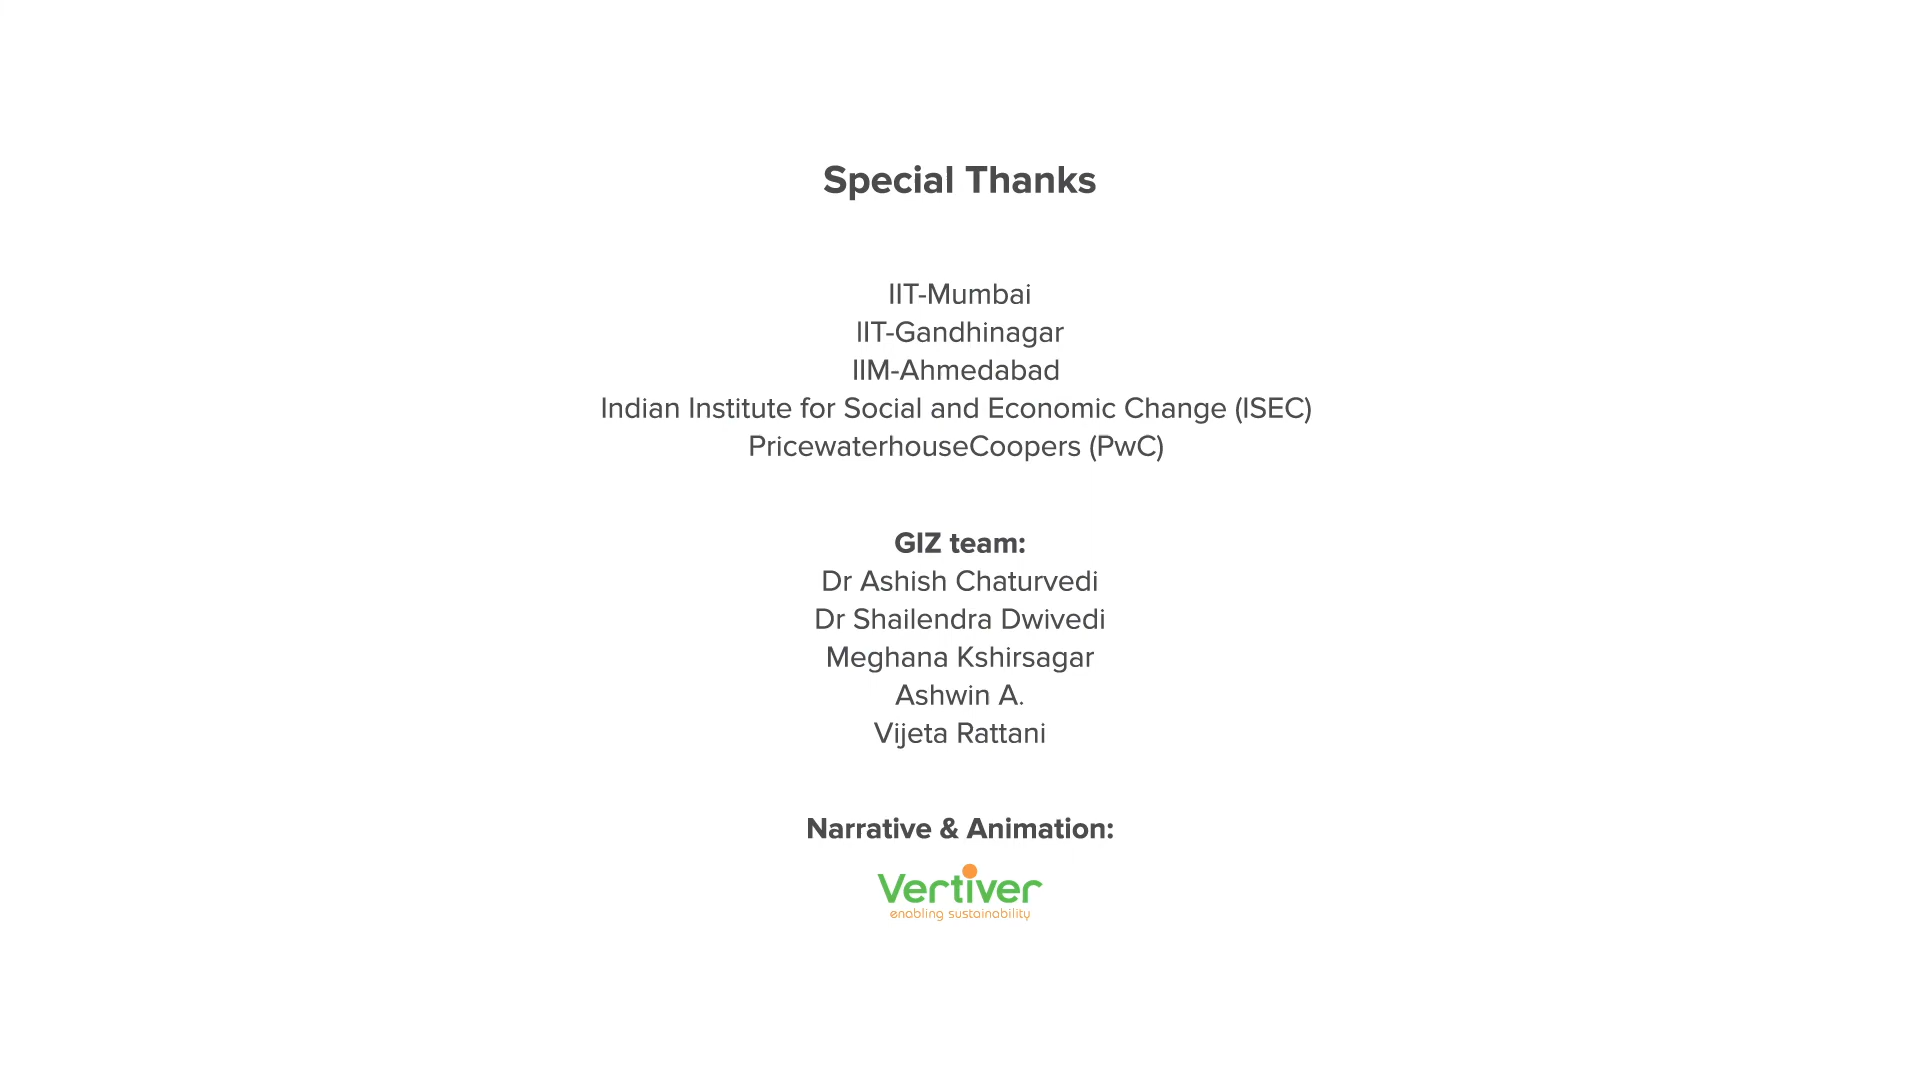 Special Thanks
IIT-Mumbai
IIT-Gandhinagar
IIM-Ahmedabad
Indian Institute for Social and Economic Change (ISEC)
PricewaterhouseCoopers (PwC)
GIZ team:
Dr Ashish Chaturvedi
Dr Shailendra Dwivedi
Meghana Kshirsagar
Ashwin A.
Vijeta Rattani
Narrative & Animation:
Vertiver
enabling sustainability